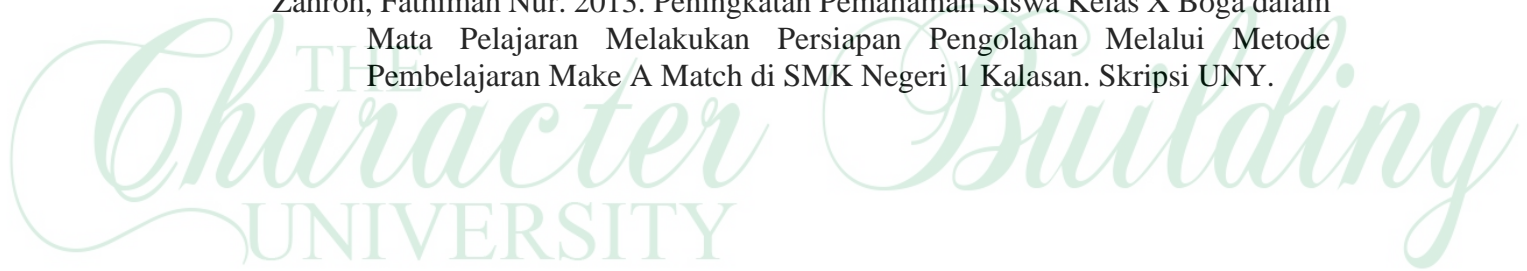 Zahroh, Fathimah Nur. 2013. Peningkatan Pemahaman Siswa Kelas X Boga dalam
Mata Pelajaran Melakukan Persiapan Pengolahan Melalui Metode
Pembelajaran Make A Match di SMK Negeri 1 Kalasan. Skripsi UNY.
THE
Character Building
UNIVERSITY